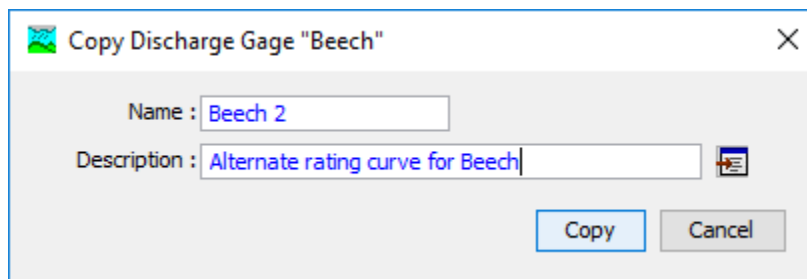 Copy Discharge Gage "Beech"
Name : Beech 2
Description : Alternate rating curve for Beech
Copy Cancel